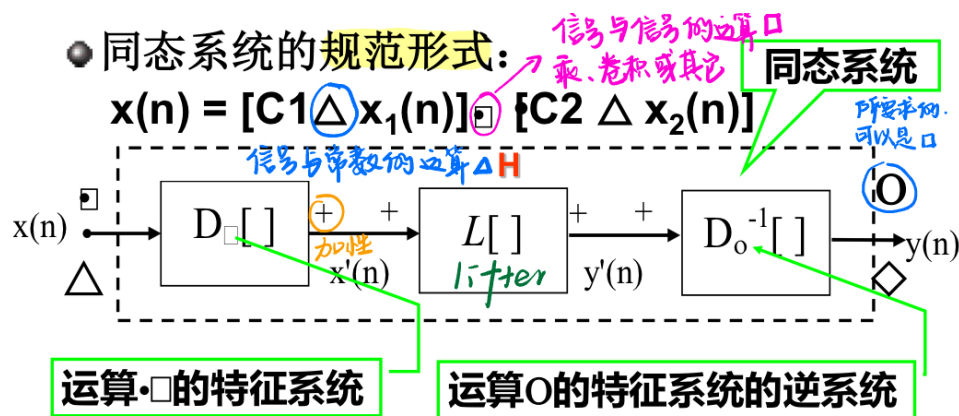 同态系统的规范形式：
信号与信号的运算□
乘、卷积或其它
同态系统
x(n) = [C1△x₁(n)]⊡ [C2 △ x₂(n)]
所要求的.
可以是□
信号与常数的运算△ H
⊡ O
x(n) D□[ ] + + L[ ] + + Dₒ⁻¹[ ] y(n)
加性
△ x'(n) lifter y'(n) ◇
运算·□的特征系统
运算O的特征系统的逆系统